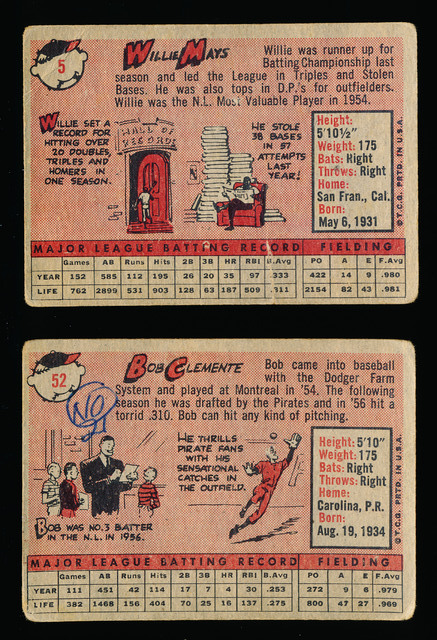 5
WILLIE MAYS
Willie was runner up for
Batting Championship last
season and led the League in Triples and Stolen
Bases. He was also tops in D.P.'s for outfielders.
Willie was the N.L. Most Valuable Player in 1954.
WILLIE SET A
RECORD FOR
HITTING OVER
20 DOUBLES,
TRIPLES AND
HOMERS IN
ONE SEASON.
HALL OF
RECORDS
HE STOLE
38 BASES
IN 57
ATTEMPTS
LAST
YEAR!
Height:
5'10½"
Weight: 175
Bats: Right
Throws: Right
Home:
San Fran., Cal.
Born:
May 6, 1931
©T.C.G. PRTD. IN U.S.A.
MAJOR LEAGUE BATTING RECORD FIELDING
Games AB Runs Hits 2B 3B HR RBI B.Avg PO A E F.Avg
YEAR 152 585 112 195 26 20 35 97 .333 422 14 9 .980
LIFE 762 2899 531 903 128 63 187 509 .311 2154 82 43 .981
52
BOB CLEMENTE
Bob came into baseball
with the Dodger Farm
System and played at Montreal in '54. The following
season he was drafted by the Pirates and in '56 hit a
torrid .310. Bob can hit any kind of pitching.
NO
HE THRILLS
PIRATE FANS
WITH HIS
SENSATIONAL
CATCHES IN
THE OUTFIELD.
BOB WAS NO. 3 BATTER
IN THE N.L. IN 1956.
Height: 5'10"
Weight: 175
Bats: Right
Throws: Right
Home:
Carolina, P.R.
Born:
Aug. 19, 1934
©T.C.G. PRTD. IN U.S.A.
MAJOR LEAGUE BATTING RECORD FIELDING
Games AB Runs Hits 2B 3B HR RBI B.Avg PO A E F.Avg
YEAR 111 451 42 114 17 7 4 30 .253 272 9 6 .979
LIFE 382 1468 156 404 70 25 16 137 .275 800 47 27 .969